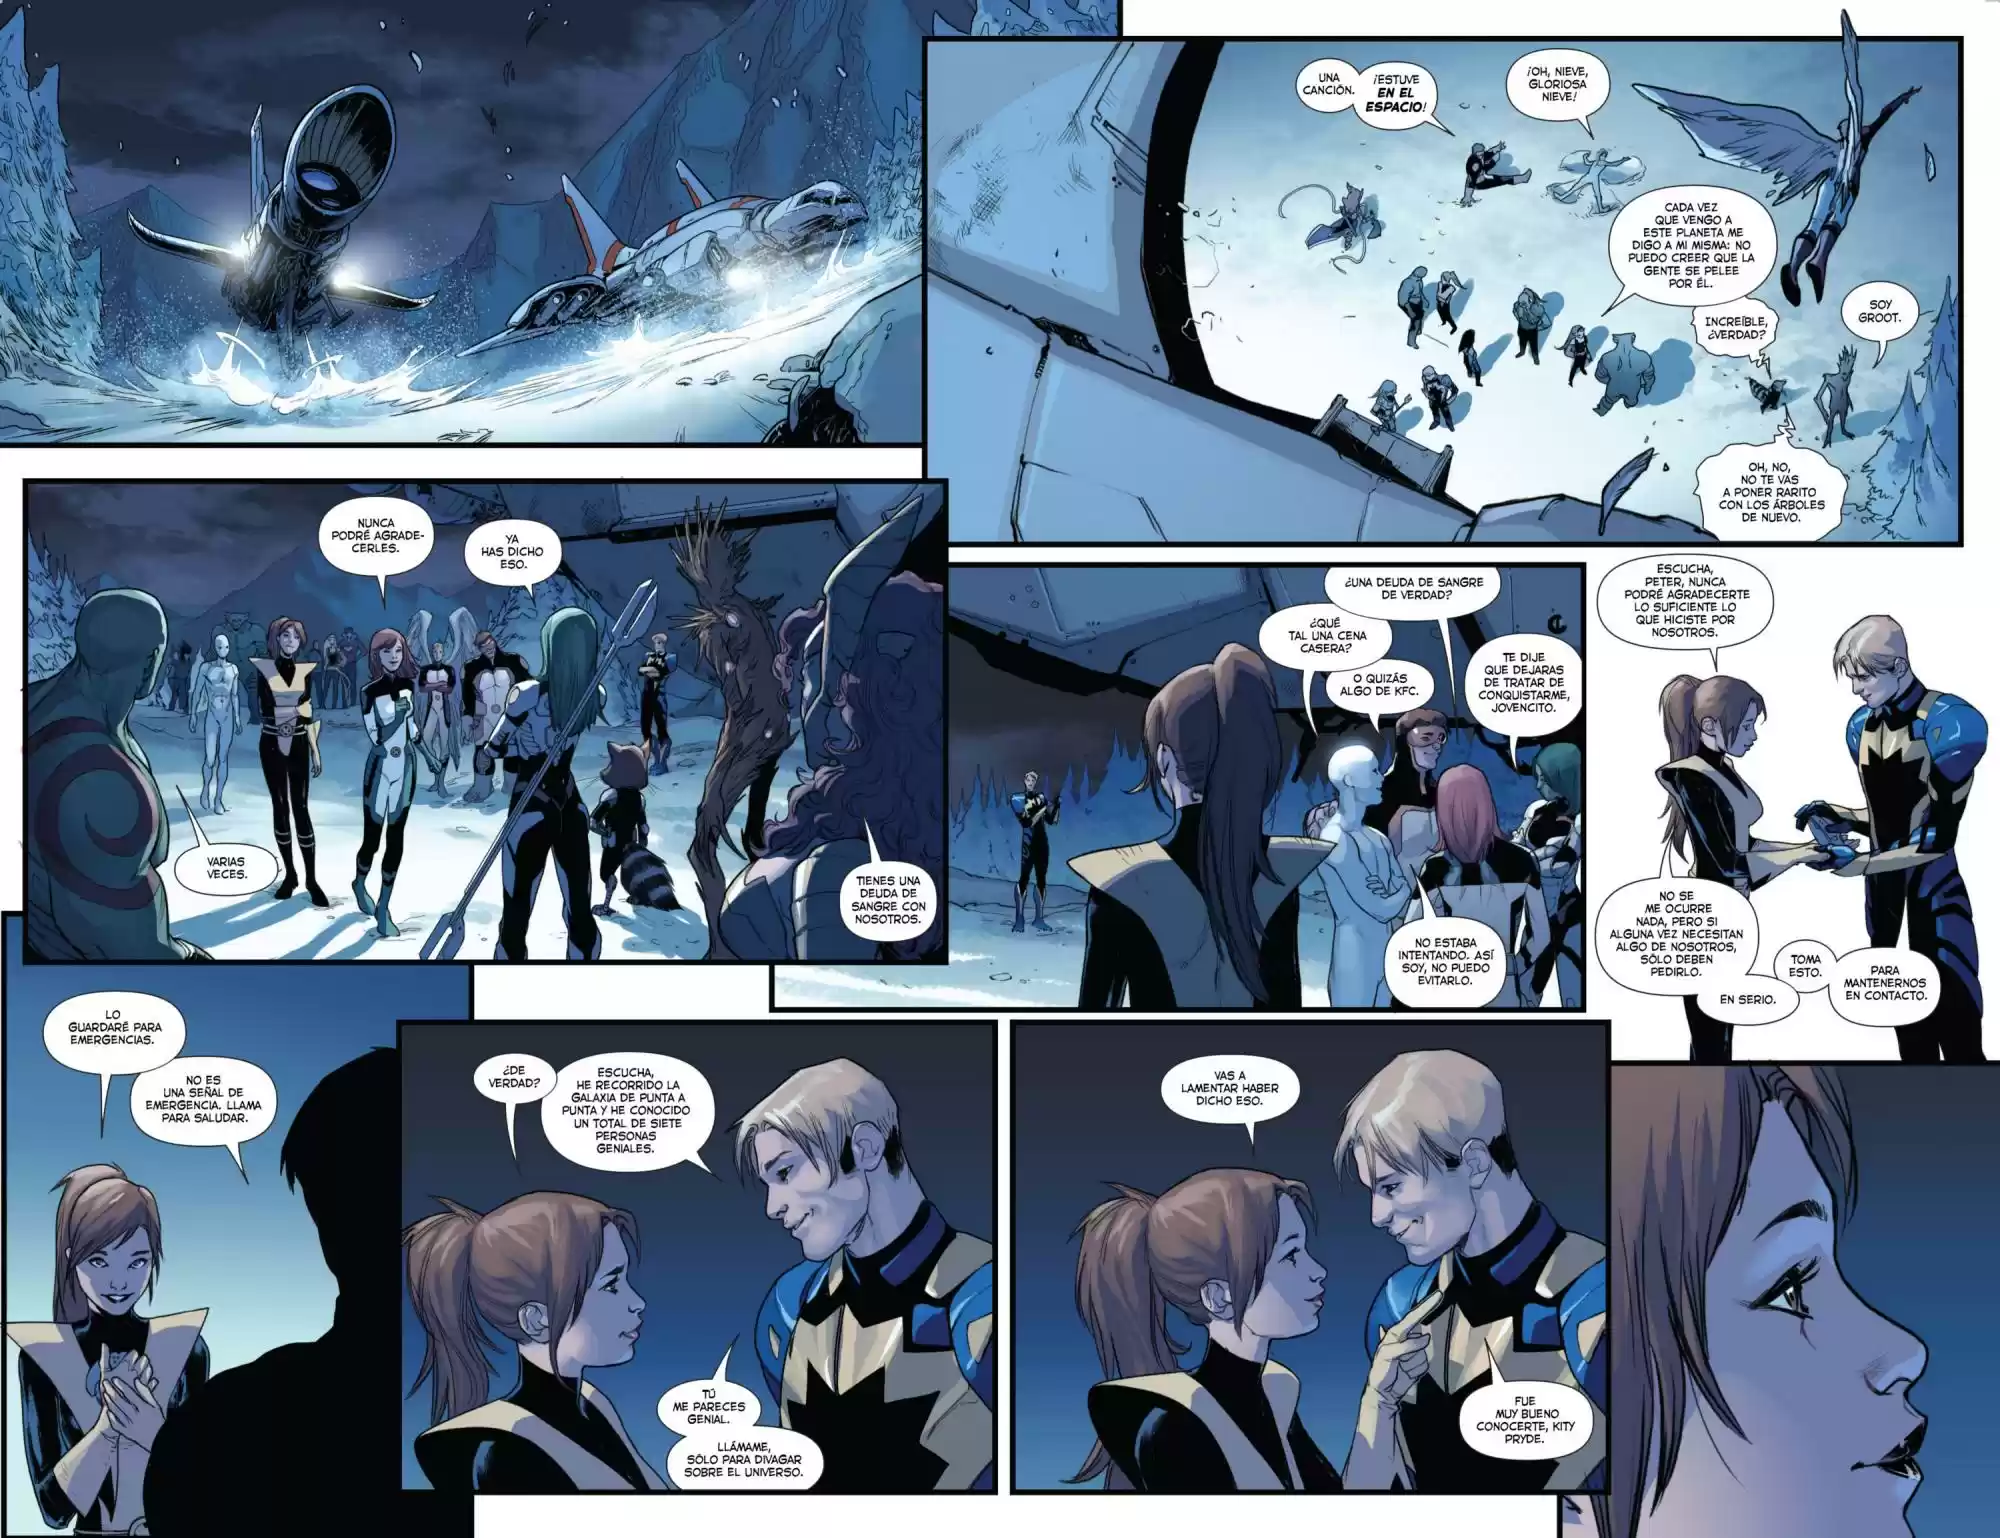 UNA
CANCIÓN.
¡ESTUVE
EN EL
ESPACIO!
¡OH, NIEVE,
GLORIOSA
NIEVE!
CADA VEZ
QUE VENGO A
ESTE PLANETA ME
DIGO A MI MISMA: NO
PUEDO CREER QUE LA
GENTE SE PELEE
POR ÉL.
INCREÍBLE,
¿VERDAD?
SOY
GROOT.
OH, NO,
NO TE VAS
A PONER RARITO
CON LOS ÁRBOLES
DE NUEVO.
NUNCA
PODRÉ AGRADE-
CERLES.
YA
HAS DICHO
ESO.
VARIAS
VECES.
TIENES UNA
DEUDA DE
SANGRE CON
NOSOTROS.
¿UNA DEUDA DE SANGRE
DE VERDAD?
¿QUÉ
TAL UNA CENA
CASERA?
O QUIZÁS
ALGO DE KFC.
TE DIJE
QUE DEJARAS
DE TRATAR DE
CONQUISTARME,
JOVENCITO.
NO ESTABA
INTENTANDO. ASÍ
SOY, NO PUEDO
EVITARLO.
ESCUCHA,
PETER, NUNCA
PODRÉ AGRADECERTE
LO SUFICIENTE LO
QUE HICISTE POR
NOSOTROS.
NO SE
ME OCURRE
NADA, PERO SI
ALGUNA VEZ NECESITAN
ALGO DE NOSOTROS,
SÓLO DEBEN
PEDIRLO.
EN SERIO.
TOMA
ESTO.
PARA
MANTENERNOS
EN CONTACTO.
LO
GUARDARÉ PARA
EMERGENCIAS.
NO ES
UNA SEÑAL DE
EMERGENCIA. LLAMA
PARA SALUDAR.
¿DE
VERDAD?
ESCUCHA,
HE RECORRIDO LA
GALAXIA DE PUNTA A
PUNTA Y HE CONOCIDO
UN TOTAL DE SIETE
PERSONAS
GENIALES.
TÚ
ME PARECES
GENIAL.
LLÁMAME,
SÓLO PARA DIVAGAR
SOBRE EL UNIVERSO.
VAS A
LAMENTAR HABER
DICHO ESO.
FUE
MUY BUENO
CONOCERTE, KITY
PRYDE.